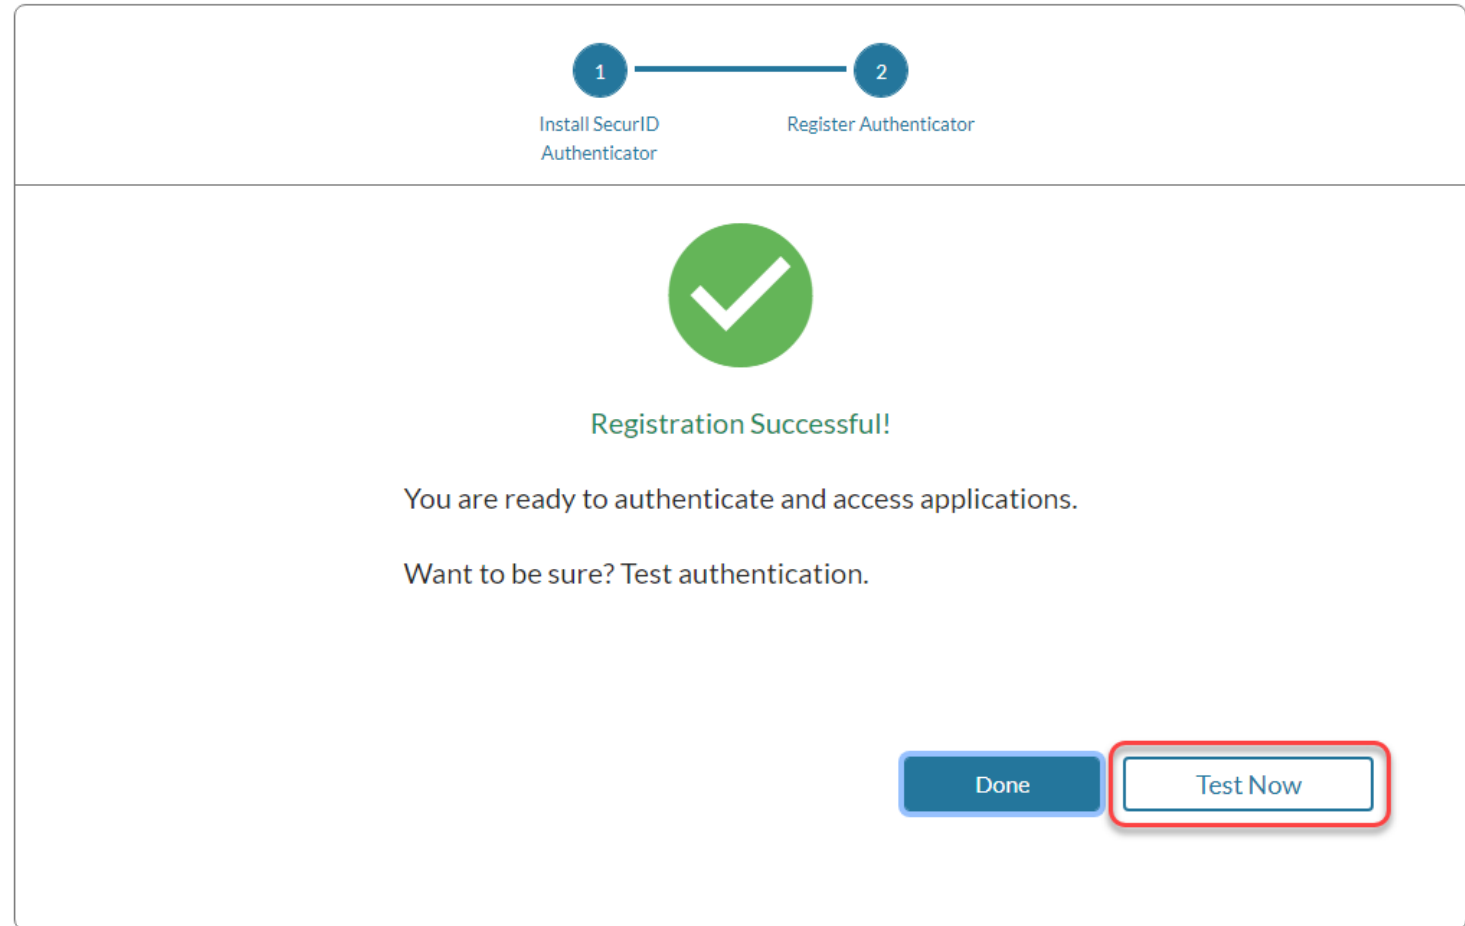 1
2
Install SecurID
Authenticator
Register Authenticator
Registration Successful!
You are ready to authenticate and access applications.
Want to be sure? Test authentication.
Done
Test Now